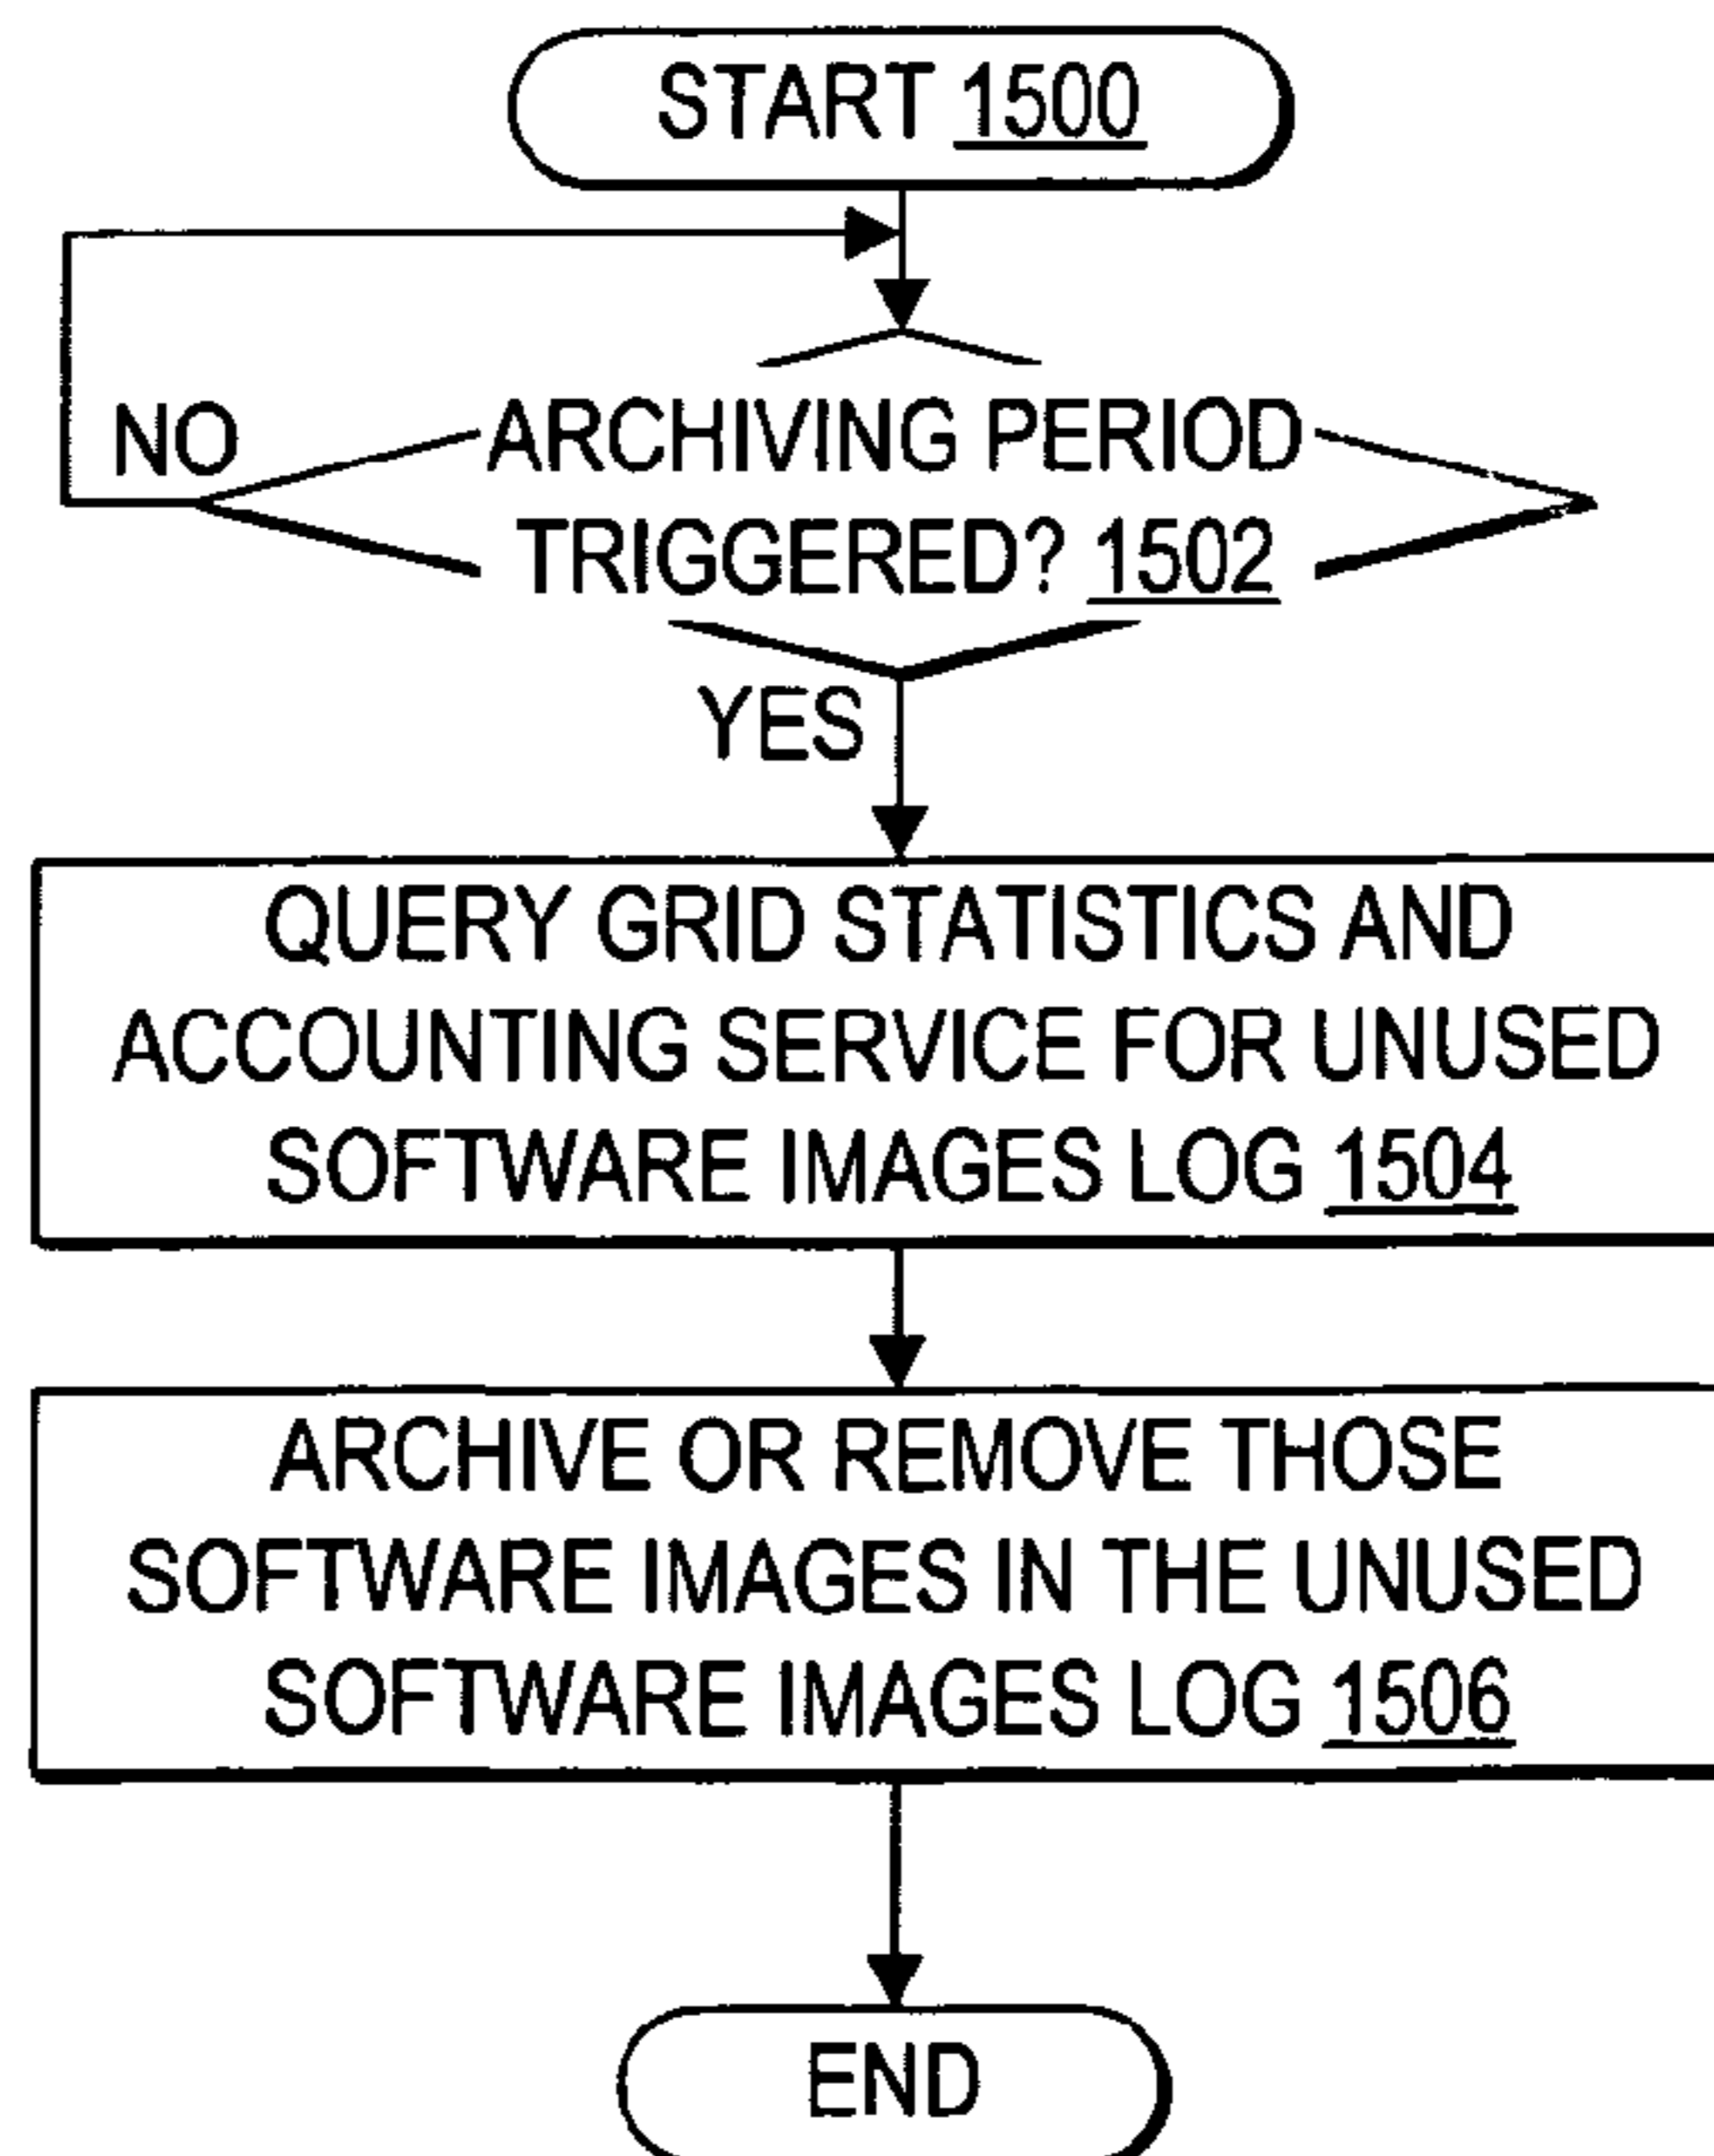 START 1500
NO
ARCHIVING PERIOD
TRIGGERED? 1502
YES
QUERY GRID STATISTICS AND
ACCOUNTING SERVICE FOR UNUSED
SOFTWARE IMAGES LOG 1504
ARCHIVE OR REMOVE THOSE
SOFTWARE IMAGES IN THE UNUSED
SOFTWARE IMAGES LOG 1506
END